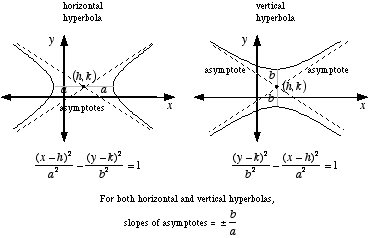 horizontal
hyperbola
y
(h, k)
a
a
x
asymptotes
(x – h)²/a² – (y – k)²/b² = 1
vertical
hyperbola
y
asymptote
asymptote
b
(h, k)
b
x
(y – k)²/b² – (x – h)²/a² = 1
For both horizontal and vertical hyperbolas,
slopes of asymptotes = ± b/a